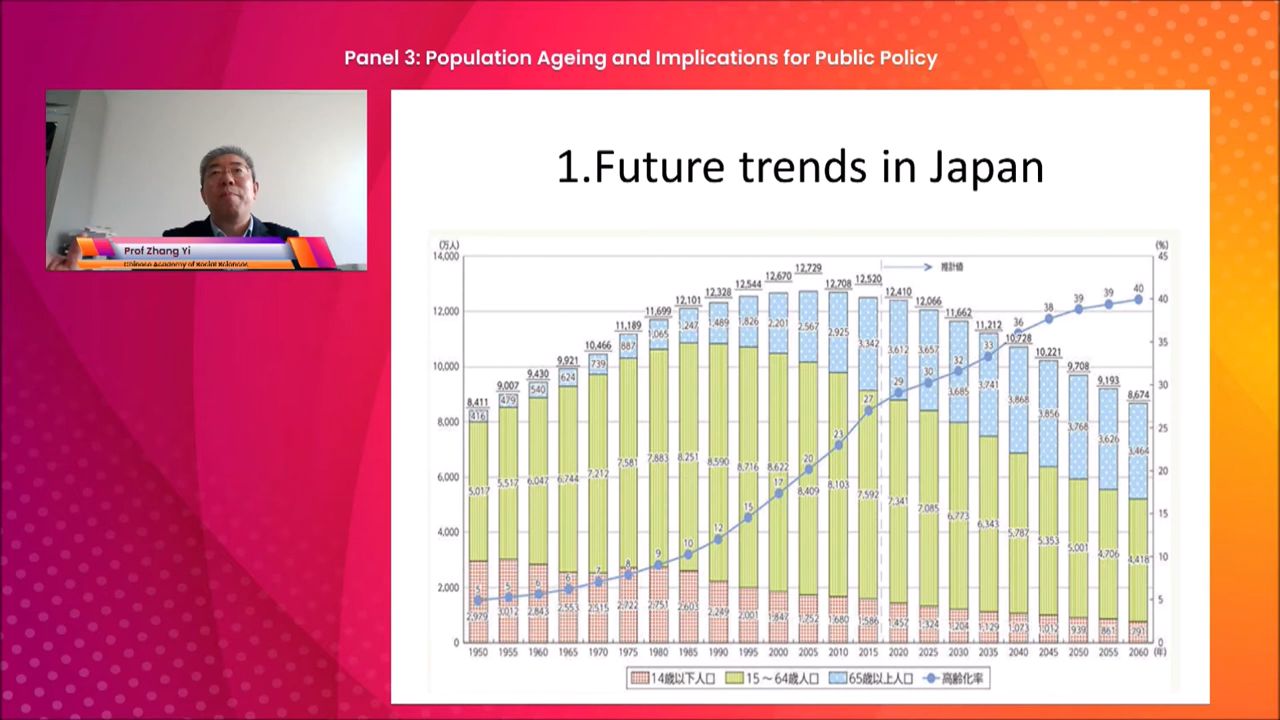 Panel 3: Population Ageing and Implications for Public Policy
Prof Zhang Yi
Chinese Academy of Social Sciences
1.Future trends in Japan
(万人)
(%)
14,000
12,000
10,000
8,000
6,000
4,000
2,000
0
45
40
35
30
25
20
15
10
5
0
推計値
8,411 9,007 9,430 9,921 10,466 11,189 11,699 12,101 12,328 12,544 12,670 12,729 12,708 12,520 12,410 12,066 11,662 11,212 10,728 10,221 9,708 9,193 8,674
416 479 540 624 739 887 1,065 1,247 1,489 1,826 2,201 2,567 2,925 3,342 3,612 3,657 3,685 3,741 3,868 3,856 3,768 3,626 3,464
5,017 5,517 6,047 6,744 7,212 7,581 7,883 8,251 8,590 8,716 8,622 8,409 8,103 7,592 7,341 7,085 6,773 6,343 5,787 5,353 5,001 4,706 4,418
5 5 6 6 7 8 9 10 12 15 17 20 23 27 29 30 32 33 36 38 39 39 40
2,979 3,012 2,843 2,553 2,515 2,722 2,751 2,603 2,249 2,001 1,847 1,752 1,680 1,586 1,457 1,324 1,204 1,129 1,073 1,012 939 861 791
1950 1955 1960 1965 1970 1975 1980 1985 1990 1995 2000 2005 2010 2015 2020 2025 2030 2035 2040 2045 2050 2055 2060 (年)
14歳以下人口 15～64歳人口 65歳以上人口 高齢化率